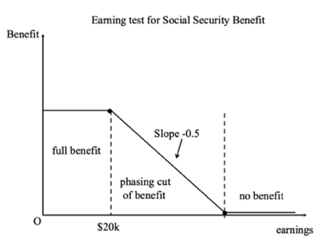 Earning test for Social Security Benefit
Benefit
Slope -0.5
full benefit
phasing cut
of benefit
no benefit
O
$20k
earnings